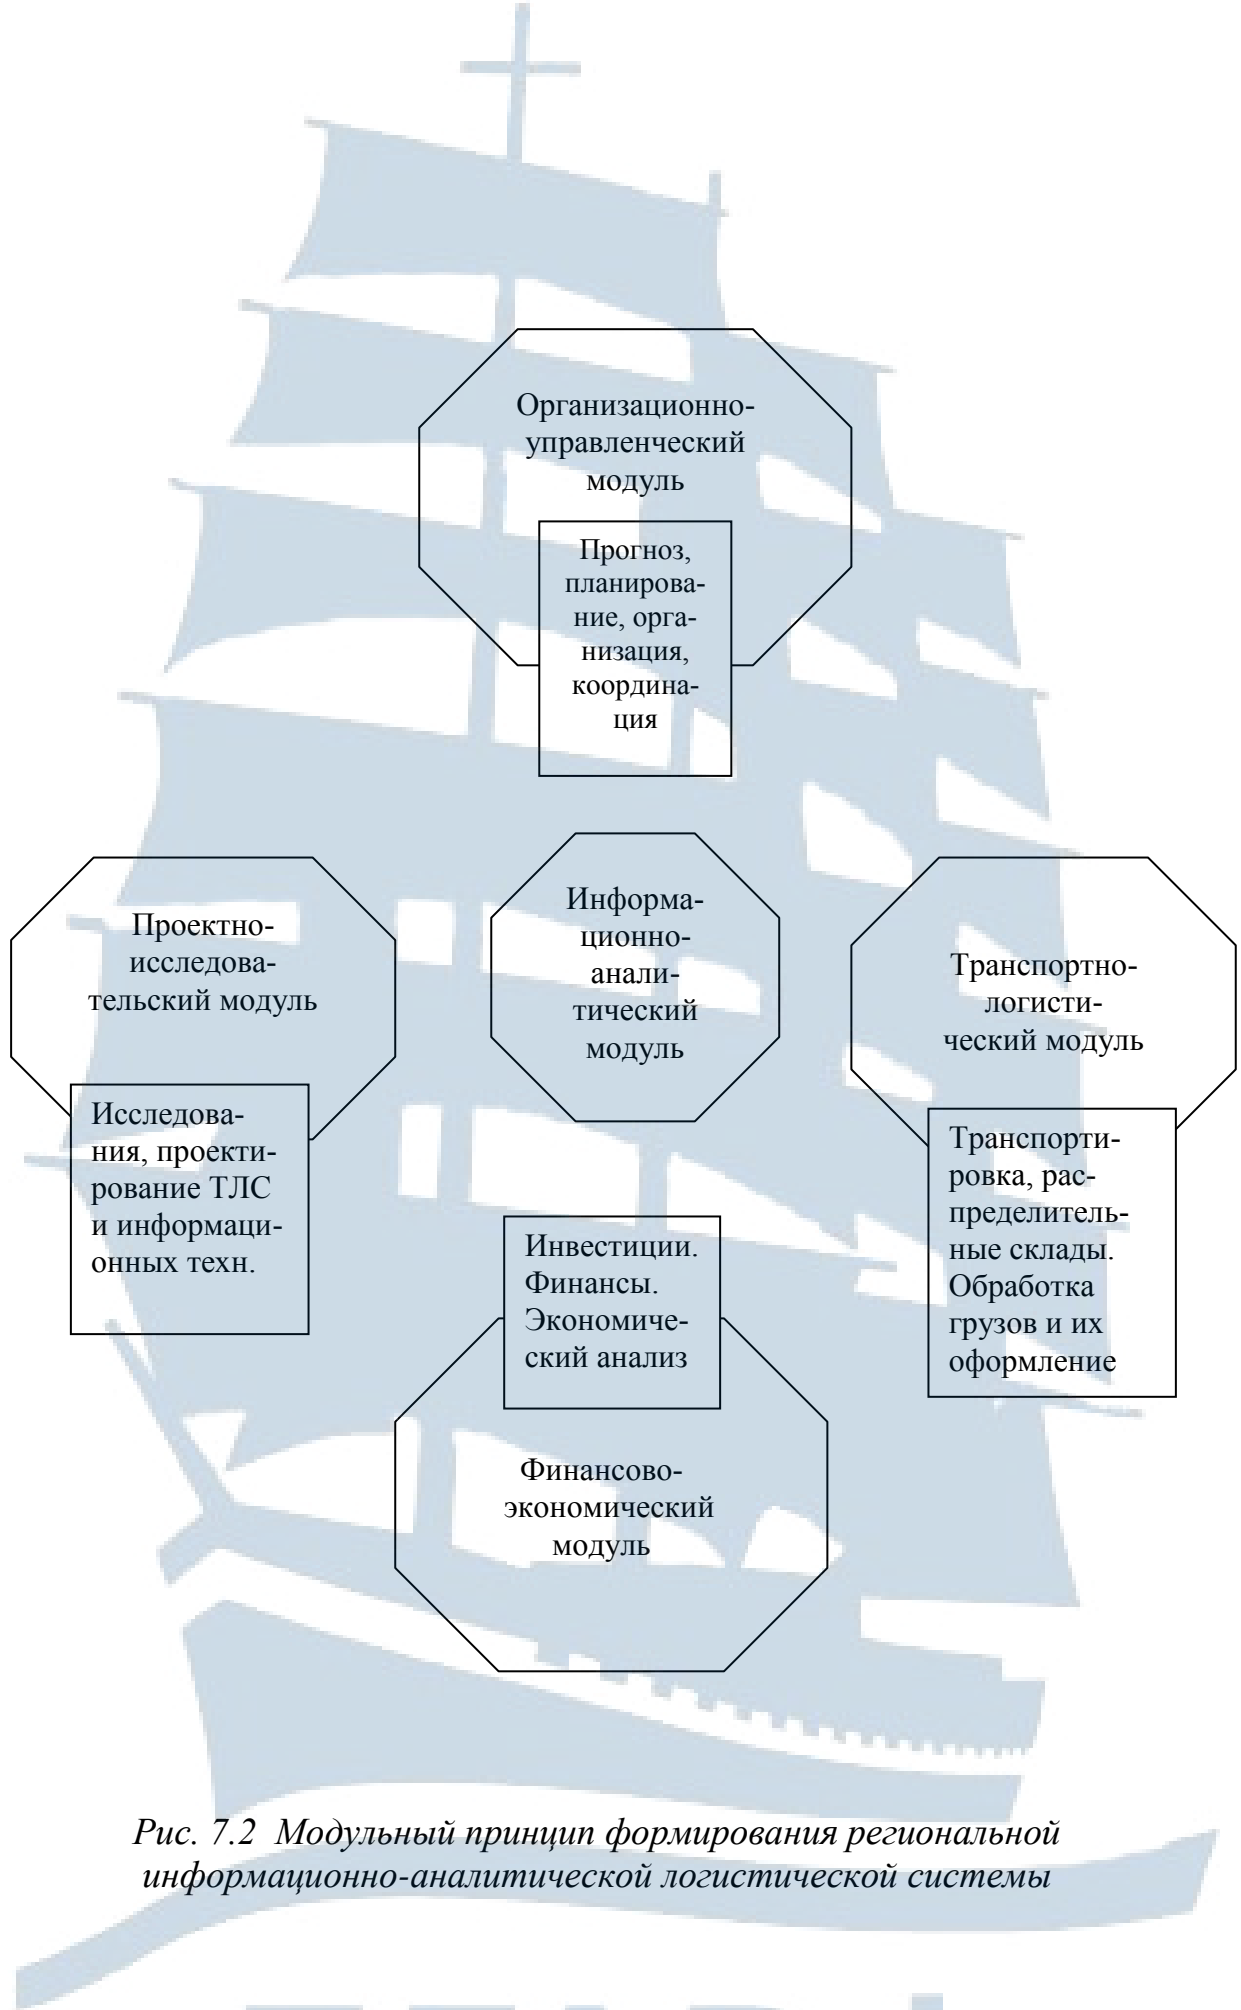 Организационно-
управленческий
модуль
Прогноз,
планирова-
ние, орга-
низация,
координа-
ция
Проектно-
исследова-
тельский модуль
Исследова-
ния, проекти-
рование ТЛС
и информаци-
онных техн.
Информа-
ционно-
анали-
тический
модуль
Транспортно-
логисти-
ческий модуль
Транспорти-
ровка, рас-
пределитель-
ные склады.
Обработка
грузов и их
оформление
Инвестиции.
Финансы.
Экономиче-
ский анализ
Финансово-
экономический
модуль
Рис. 7.2 Модульный принцип формирования региональной
информационно-аналитической логистической системы